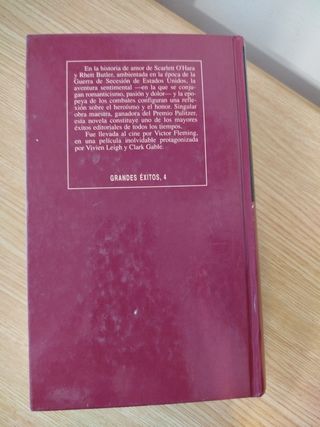 En la historia de amor de Scarlett O'Hara
y Rhett Butler, ambientada en la época de la
Guerra de Secesión de Estados Unidos, la
aventura sentimental —en la que se conju-
gan romanticismo, pasión y dolor— y la epo-
peya de los combates configuran una refle-
xión sobre el heroísmo y el honor. Singular
obra maestra, ganadora del Premio Pulitzer,
esta novela constituye uno de los mayores
éxitos editoriales de todos los tiempos.
Fue llevada al cine por Victor Fleming,
en una película inolvidable protagonizada
por Vivien Leigh y Clark Gable.
GRANDES ÉXITOS, 4